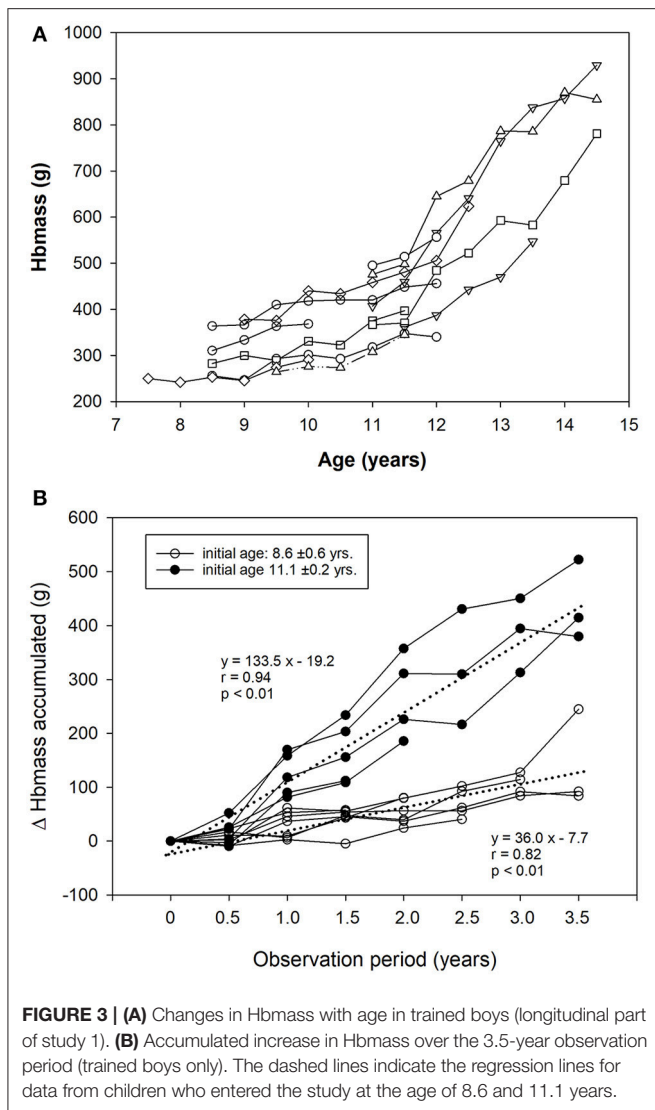 A
1000
900
800
700
600
500
400
300
200
Hbmass (g)
7 8 9 10 11 12 13 14 15
Age (years)
B
600
500
400
300
200
100
0
-100
Δ Hbmass accumulated (g)
initial age: 8.6 ±0.6 yrs.
initial age 11.1 ±0.2 yrs.
y = 133.5 x - 19.2
r = 0.94
p < 0.01
y = 36.0 x - 7.7
r = 0.82
p < 0.01
0 0.5 1.0 1.5 2.0 2.5 3.0 3.5
Observation period (years)
FIGURE 3 | (A) Changes in Hbmass with age in trained boys (longitudinal part
of study 1). (B) Accumulated increase in Hbmass over the 3.5-year observation
period (trained boys only). The dashed lines indicate the regression lines for
data from children who entered the study at the age of 8.6 and 11.1 years.